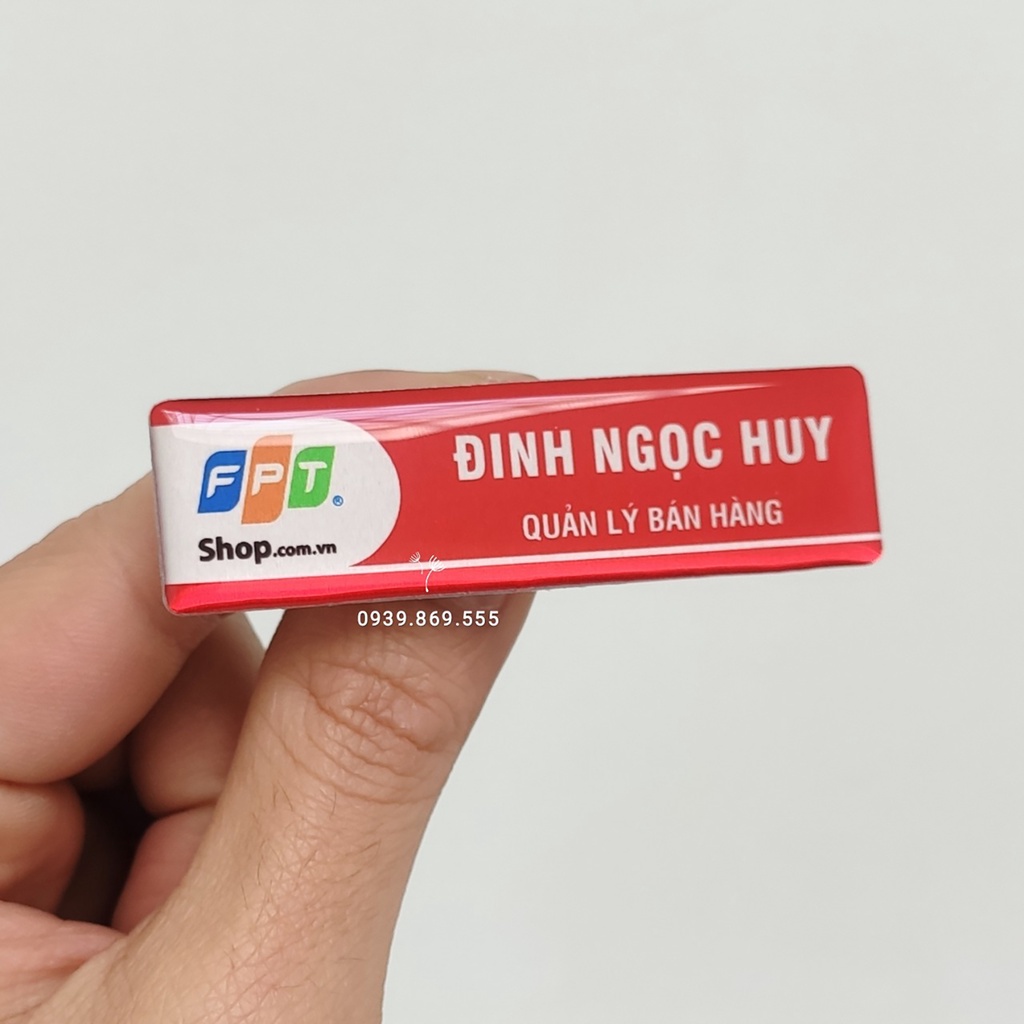 FPT®
Shop.com.vn
ĐINH NGỌC HUY
QUẢN LÝ BÁN HÀNG
0939.869.555